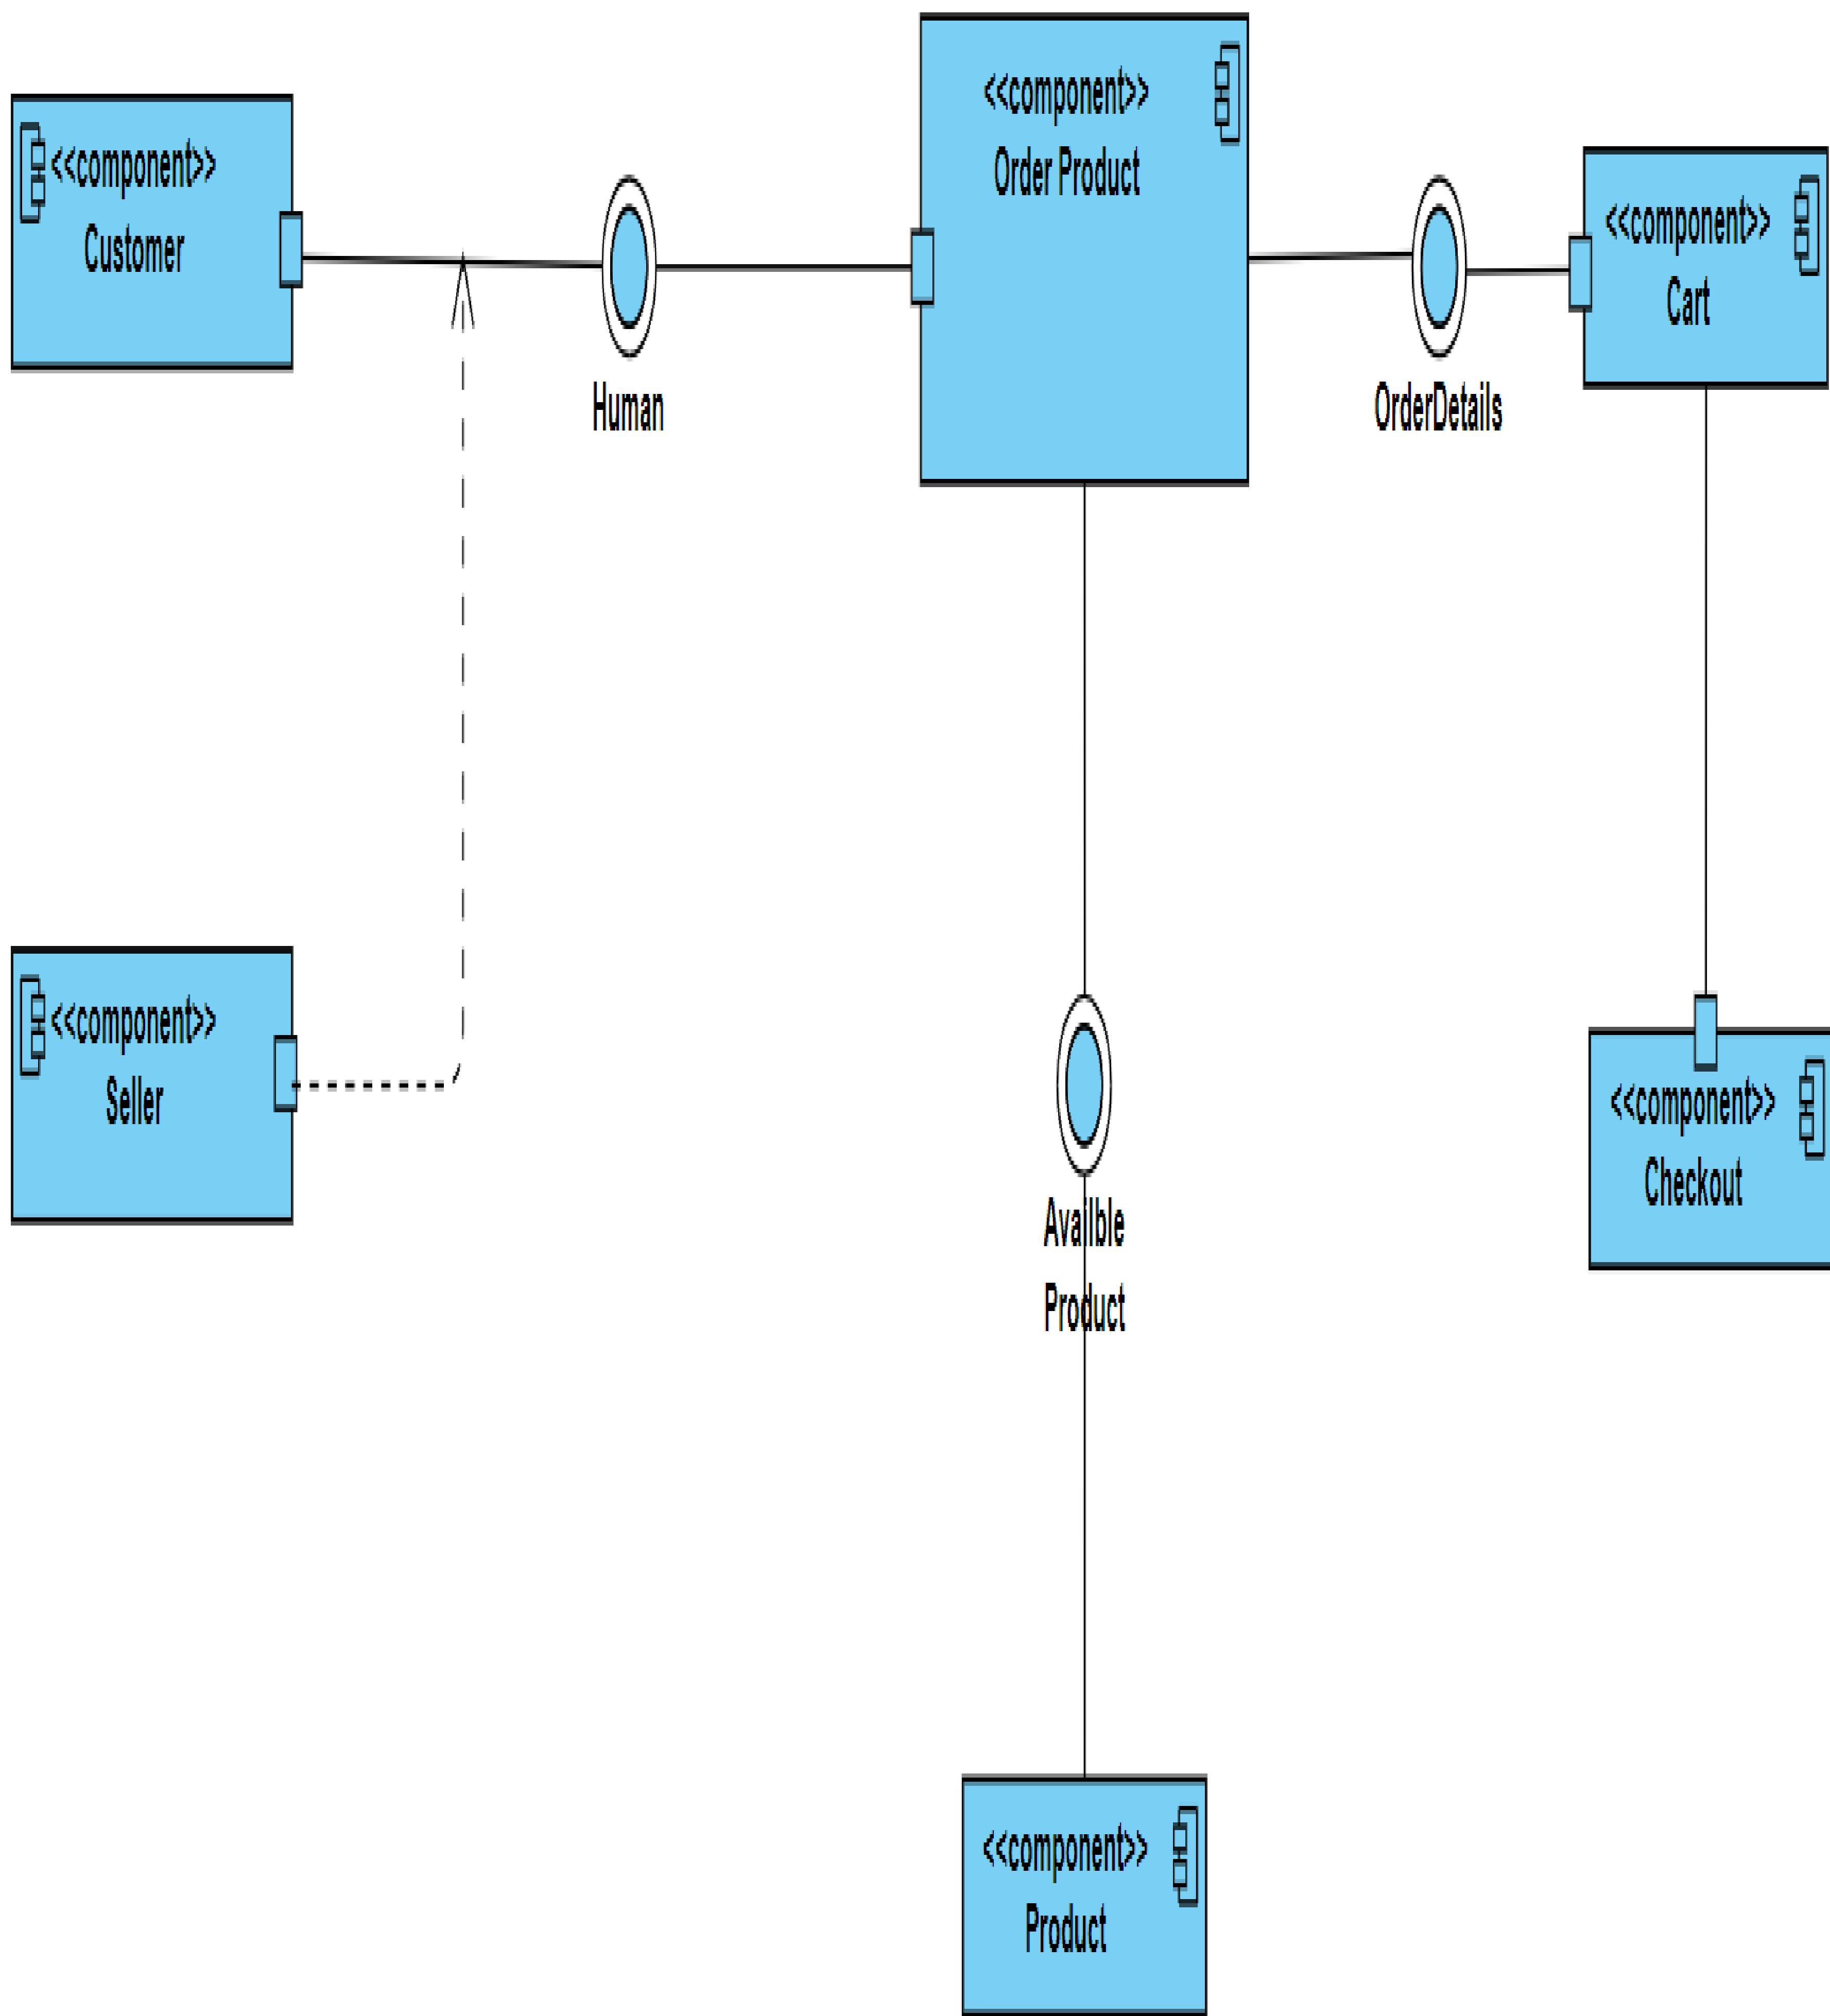 <<component>>
Customer
<<component>>
Order Product
<<component>>
Cart
Human
OrderDetails
<<component>>
Seller
<<component>>
Checkout
Availble
Product
<<component>>
Product